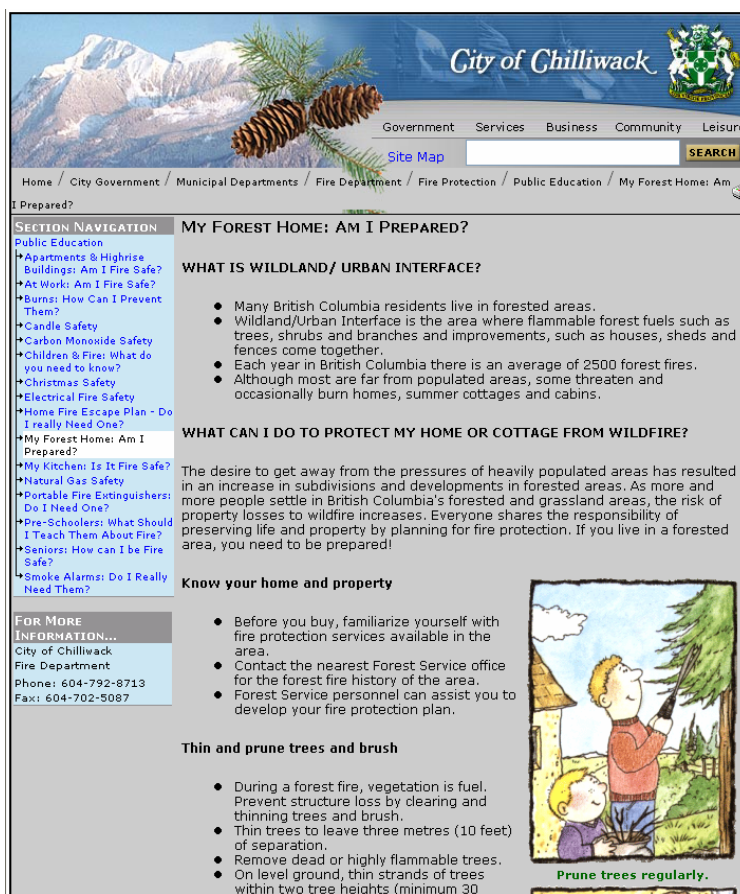 City of Chilliwack
Government Services Business Community Leisure
Site Map
SEARCH
Home / City Government / Municipal Departments / Fire Department / Fire Protection / Public Education / My Forest Home: Am
I Prepared?
SECTION NAVIGATION
Public Education
Apartments & Highrise
Buildings: Am I Fire Safe?
At Work: Am I Fire Safe?
Burns: How Can I Prevent
Them?
Candle Safety
Carbon Monoxide Safety
Children & Fire: What do
you need to know?
Christmas Safety
Electrical Fire Safety
Home Fire Escape Plan - Do
I really Need One?
My Forest Home: Am I
Prepared?
My Kitchen: Is It Fire Safe?
Natural Gas Safety
Portable Fire Extinguishers:
Do I Need One?
Pre-Schoolers: What Should
I Teach Them About Fire?
Seniors: How can I be Fire
Safe?
Smoke Alarms: Do I Really
Need Them?
FOR MORE
INFORMATION...
City of Chilliwack
Fire Department
Phone: 604-792-8713
Fax: 604-702-5087
MY FOREST HOME: AM I PREPARED?
WHAT IS WILDLAND/ URBAN INTERFACE?
● Many British Columbia residents live in forested areas.
● Wildland/Urban Interface is the area where flammable forest fuels such as
trees, shrubs and branches and improvements, such as houses, sheds and
fences come together.
● Each year in British Columbia there is an average of 2500 forest fires.
● Although most are far from populated areas, some threaten and
occasionally burn homes, summer cottages and cabins.
WHAT CAN I DO TO PROTECT MY HOME OR COTTAGE FROM WILDFIRE?
The desire to get away from the pressures of heavily populated areas has resulted
in an increase in subdivisions and developments in forested areas. As more and
more people settle in British Columbia's forested and grassland areas, the risk of
property losses to wildfire increases. Everyone shares the responsibility of
preserving life and property by planning for fire protection. If you live in a forested
area, you need to be prepared!
Know your home and property
● Before you buy, familiarize yourself with
fire protection services available in the
area.
● Contact the nearest Forest Service office
for the forest fire history of the area.
● Forest Service personnel can assist you to
develop your fire protection plan.
Thin and prune trees and brush
● During a forest fire, vegetation is fuel.
Prevent structure loss by clearing and
thinning trees and brush.
● Thin trees to leave three metres (10 feet)
of separation.
● Remove dead or highly flammable trees.
● On level ground, thin strands of trees
within two tree heights (minimum 30
Prune trees regularly.